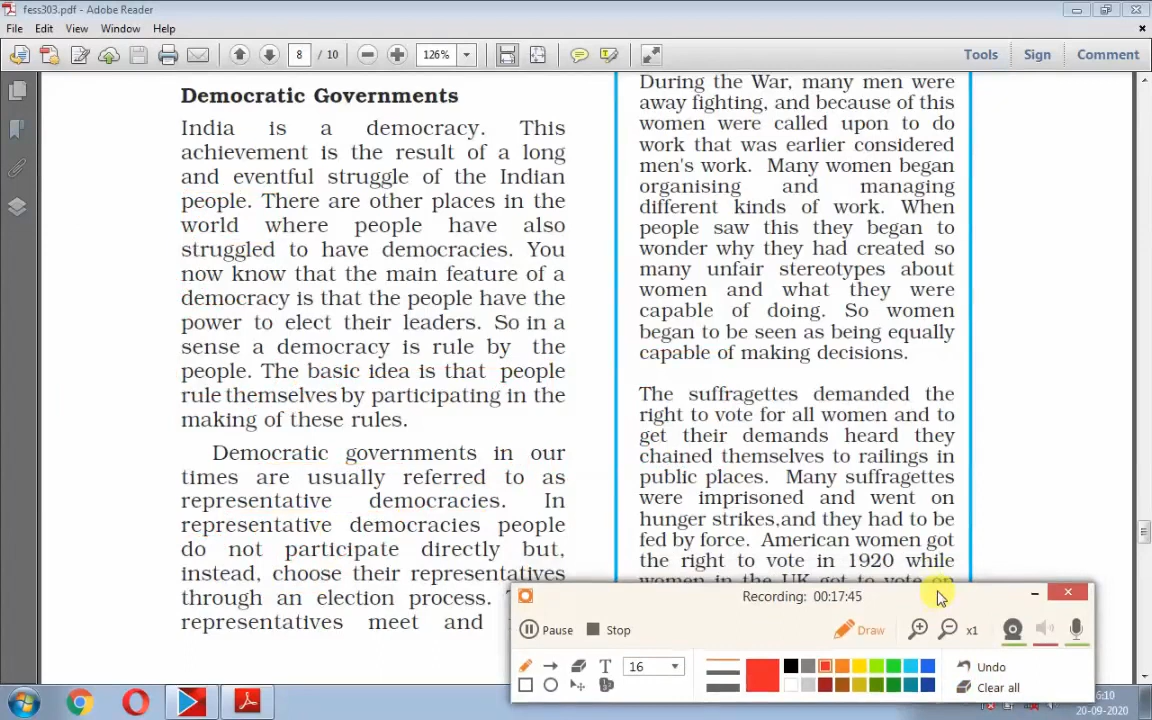 fess303.pdf - Adobe Reader
File Edit View Window Help
8 / 10 126% Tools Sign Comment
Democratic Governments
India is a democracy. This
achievement is the result of a long
and eventful struggle of the Indian
people. There are other places in the
world where people have also
struggled to have democracies. You
now know that the main feature of a
democracy is that the people have the
power to elect their leaders. So in a
sense a democracy is rule by the
people. The basic idea is that people
rule themselves by participating in the
making of these rules.
Democratic governments in our
times are usually referred to as
representative democracies. In
representative democracies people
do not participate directly but,
instead, choose their representatives
through an election process.
representatives meet and
During the War, many men were
away fighting, and because of this
women were called upon to do
work that was earlier considered
men's work. Many women began
organising and managing
different kinds of work. When
people saw this they began to
wonder why they had created so
many unfair stereotypes about
women and what they were
capable of doing. So women
began to be seen as being equally
capable of making decisions.
The suffragettes demanded the
right to vote for all women and to
get their demands heard they
chained themselves to railings in
public places. Many suffragettes
were imprisoned and went on
hunger strikes,and they had to be
fed by force. American women got
the right to vote in 1920 while
women in the UK got to vote on
Recording: 00:17:45
Pause Stop Draw x1
T 16 Undo
Clear all
20-09-2020